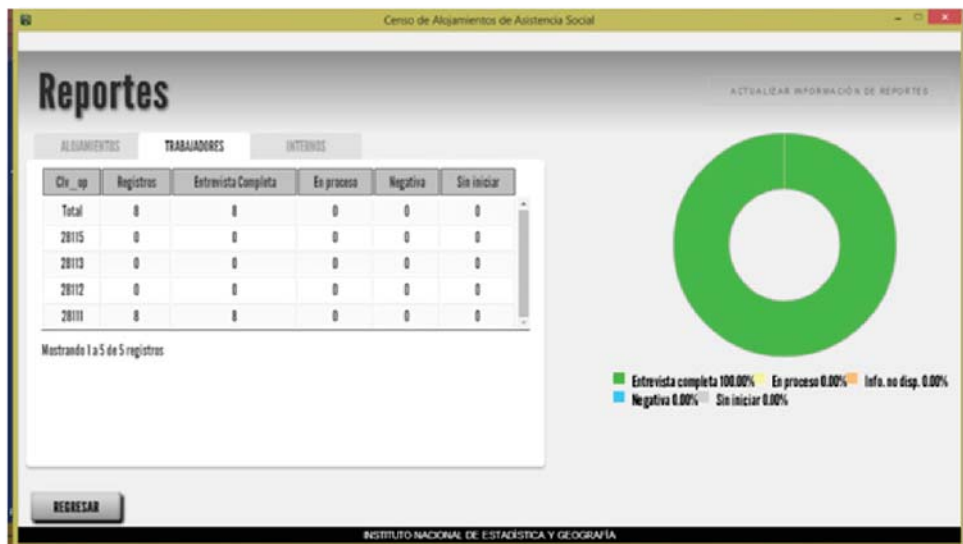 Censo de Alojamientos de Asistencia Social
Reportes
ACTUALIZAR INFORMACIÓN DE REPORTES
ALOJAMIENTOS TRABAJADORES INTERNOS
Clv_op Registros Entrevista Completa En proceso Negativa Sin iniciar
Total 8 8 0 0 0
28115 0 0 0 0 0
28113 0 0 0 0 0
28112 0 0 0 0 0
28111 8 8 0 0 0
Mostrando 1 a 5 de 5 registros
Entrevista completa 100.00% En proceso 0.00% Info. no disp. 0.00%
Negativa 0.00% Sin iniciar 0.00%
REGRESAR
INSTITUTO NACIONAL DE ESTADÍSTICA Y GEOGRAFÍA